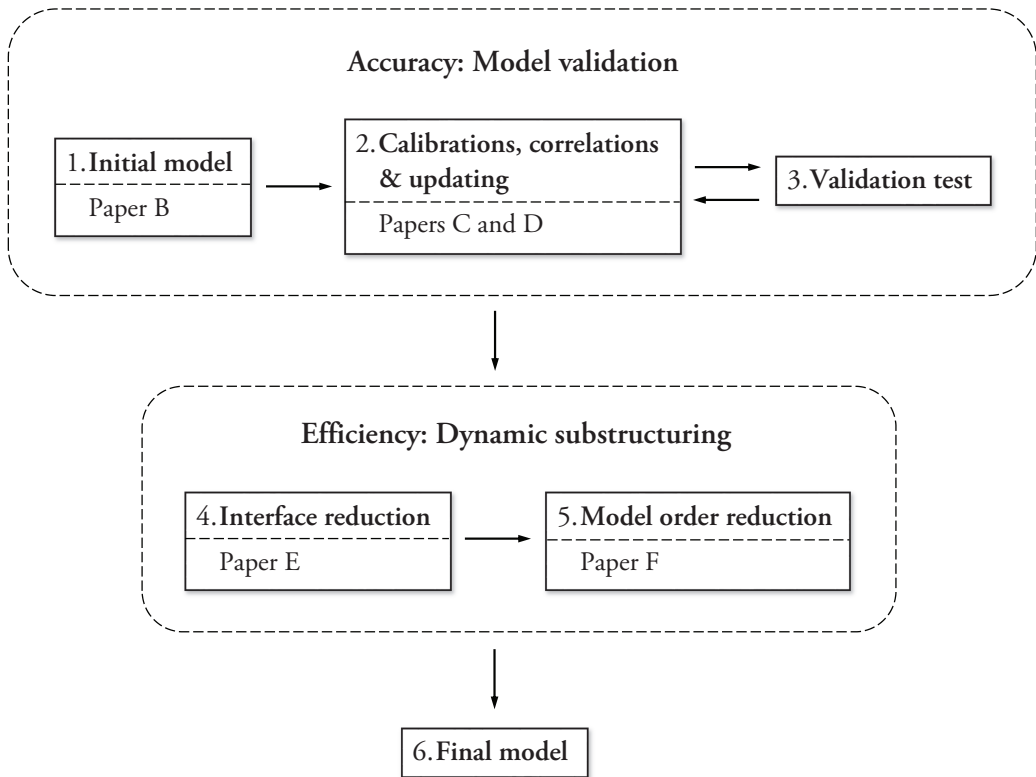 Accuracy: Model validation
1. Initial model
Paper B
2. Calibrations, correlations
& updating
Papers C and D
3. Validation test
Efficiency: Dynamic substructuring
4. Interface reduction
Paper E
5. Model order reduction
Paper F
6. Final model